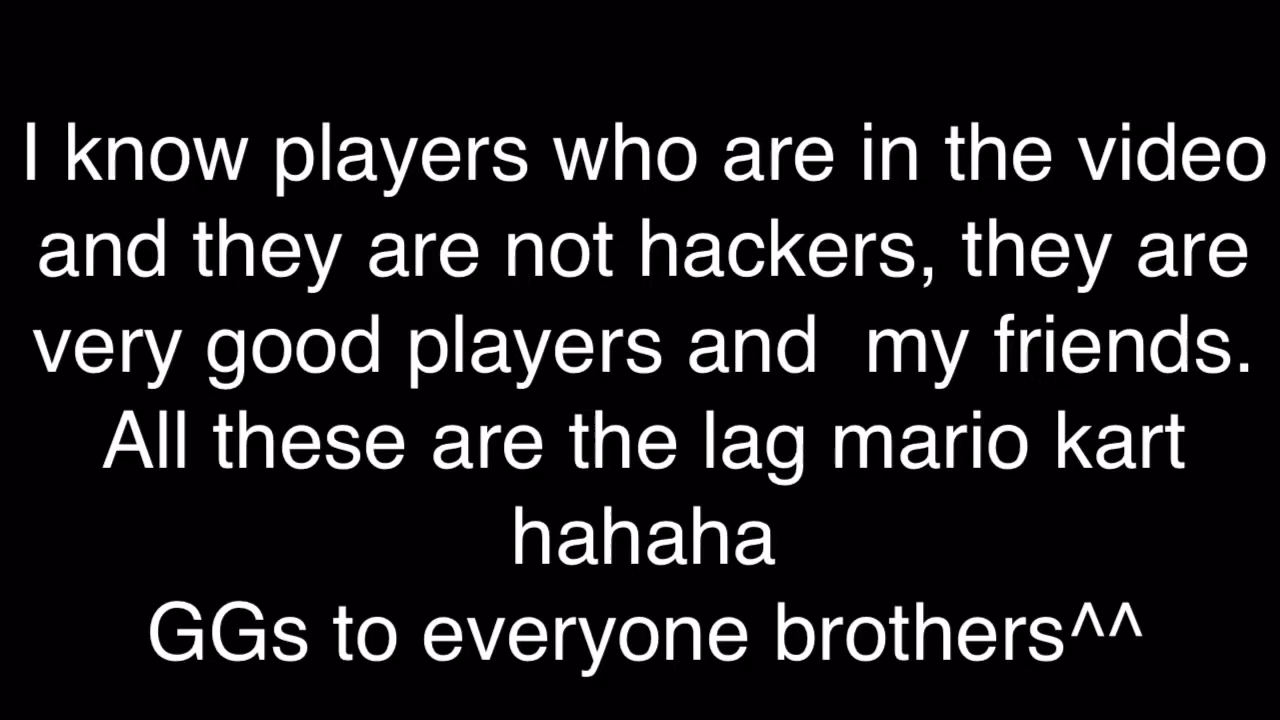 I know players who are in the video
and they are not hackers, they are
very good players and  my friends.
All these are the lag mario kart
hahaha
GGs to everyone brothers^^